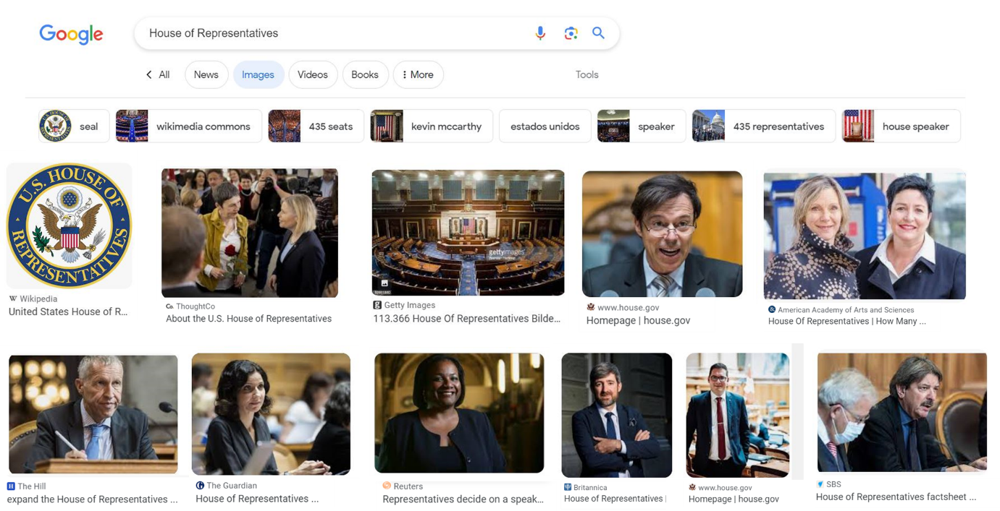 Google
House of Representatives
All
News
Images
Videos
Books
More
Tools
seal
wikimedia commons
435 seats
kevin mccarthy
estados unidos
speaker
435 representatives
house speaker
U.S. HOUSE OF REPRESENTATIVES
gettyimages
W Wikipedia
United States House of R...
Co. ThoughtCo
About the U.S. House of Representatives
Getty Images
113.366 House Of Representatives Bilde...
www.house.gov
Homepage | house.gov
American Academy of Arts and Sciences
House Of Representatives | How Many ...
H The Hill
expand the House of Representatives ...
The Guardian
House of Representatives ...
Reuters
Representatives decide on a speak...
Britannica
House of Representatives |
www.house.gov
Homepage | house.gov
SBS
House of Representatives factsheet ...